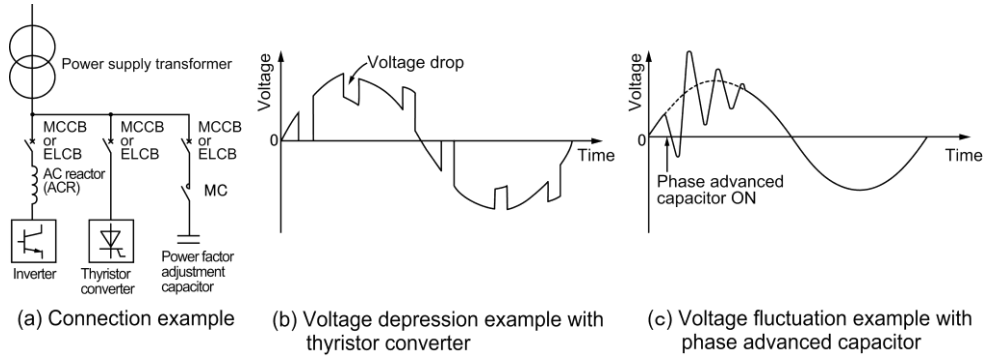 Power supply transformer
MCCB
or
ELCB
MCCB
or
ELCB
MCCB
or
ELCB
AC reactor
(ACR)
MC
Inverter
Thyristor
converter
Power factor
adjustment
capacitor
(a) Connection example
Voltage
Voltage drop
0
Time
(b) Voltage depression example with
thyristor converter
Voltage
0
Time
Phase advanced
capacitor ON
(c) Voltage fluctuation example with
phase advanced capacitor